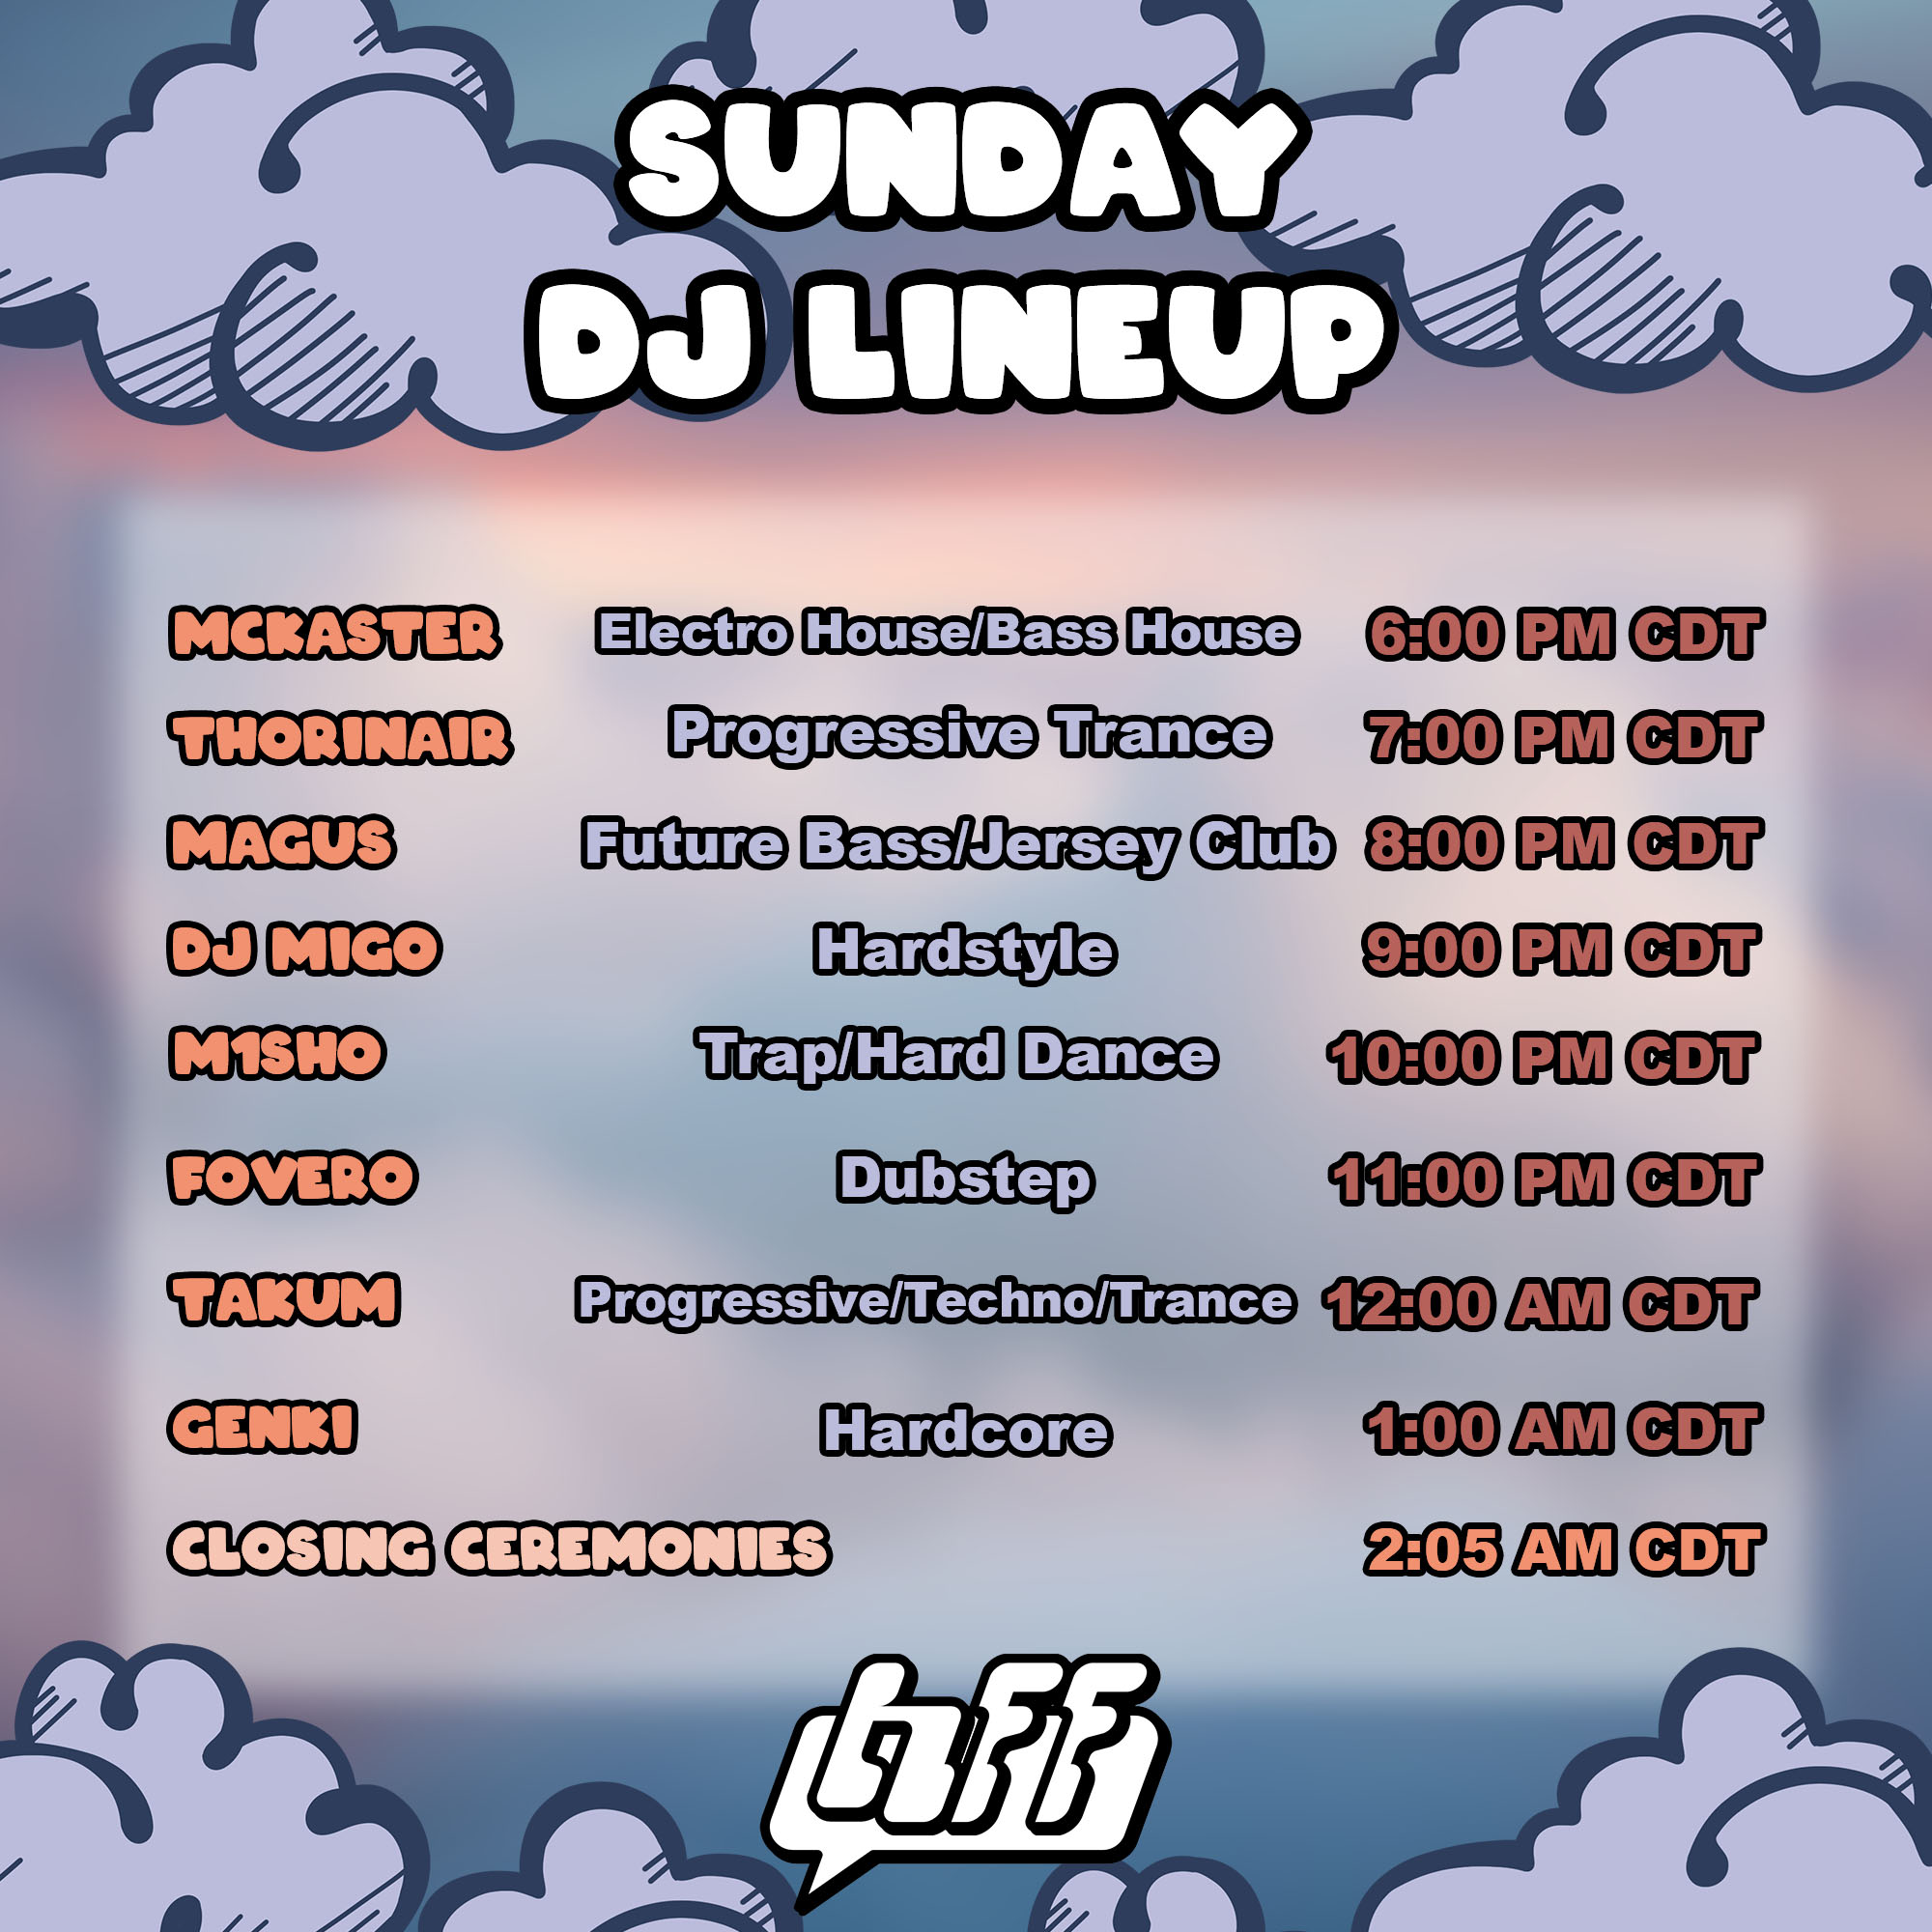 SUNDAY
DJ LINEUP
MCKASTER Electro House/Bass House 6:00 PM CDT
THORINAIR Progressive Trance 7:00 PM CDT
MAGUS Future Bass/Jersey Club 8:00 PM CDT
DJ MIGO Hardstyle 9:00 PM CDT
M1SHO Trap/Hard Dance 10:00 PM CDT
FOVERO Dubstep 11:00 PM CDT
TAKUM Progressive/Techno/Trance 12:00 AM CDT
GENKI Hardcore 1:00 AM CDT
CLOSING CEREMONIES 2:05 AM CDT